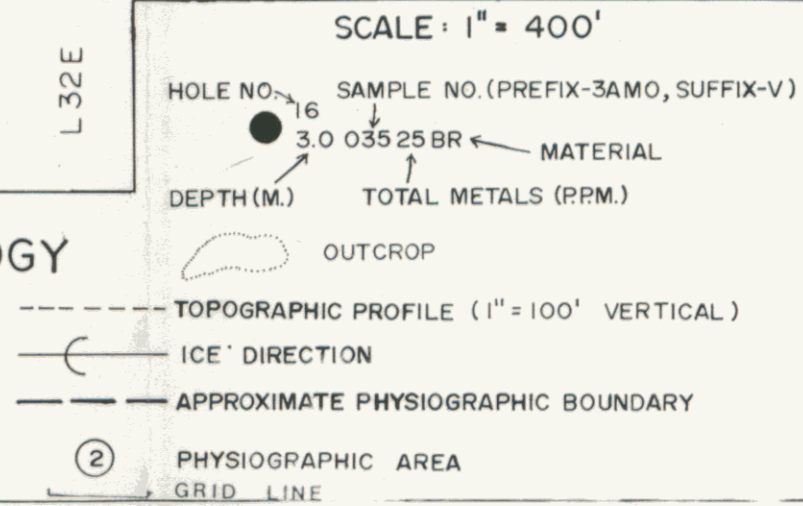 SCALE: 1" = 400'
L32E
HOLE NO. SAMPLE NO. (PREFIX-3AMO, SUFFIX-V)
16
3.0 035 25 BR MATERIAL
DEPTH (M.) TOTAL METALS (P.P.M.)
OGY OUTCROP
TOPOGRAPHIC PROFILE (1" = 100' VERTICAL)
ICE DIRECTION
APPROXIMATE PHYSIOGRAPHIC BOUNDARY
2 PHYSIOGRAPHIC AREA
GRID LINE